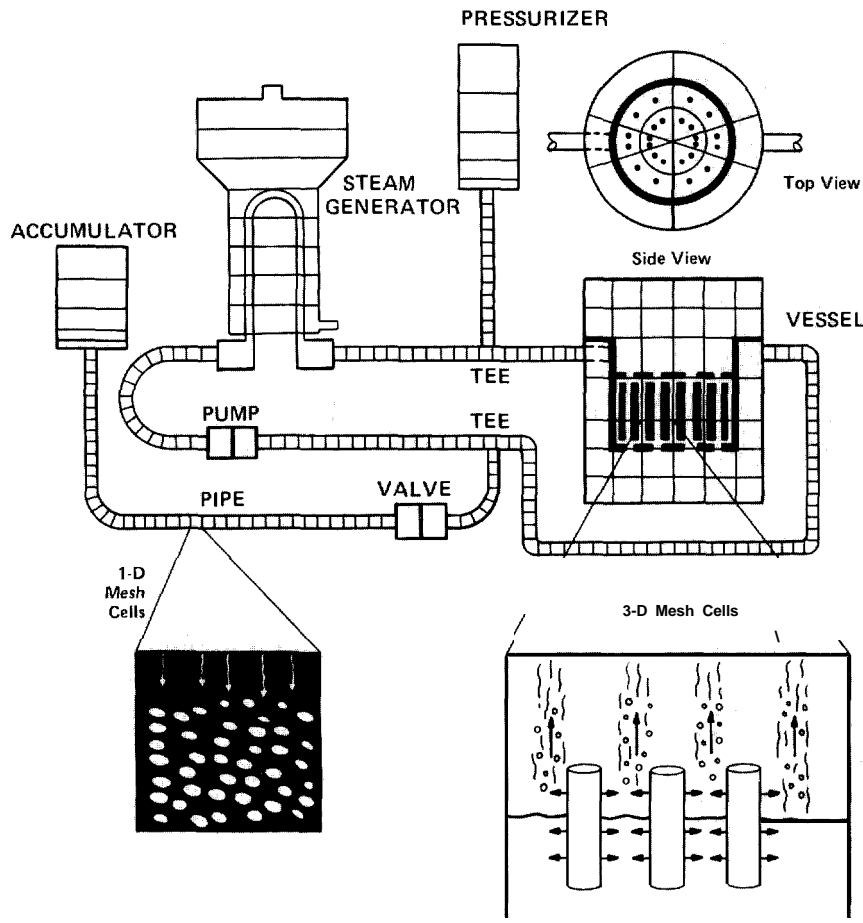 PRESSURIZER
STEAM
GENERATOR
Top View
ACCUMULATOR
Side View
VESSEL
TEE
PUMP
TEE
PIPE
VALVE
1-D
Mesh
Cells
3-D Mesh Cells